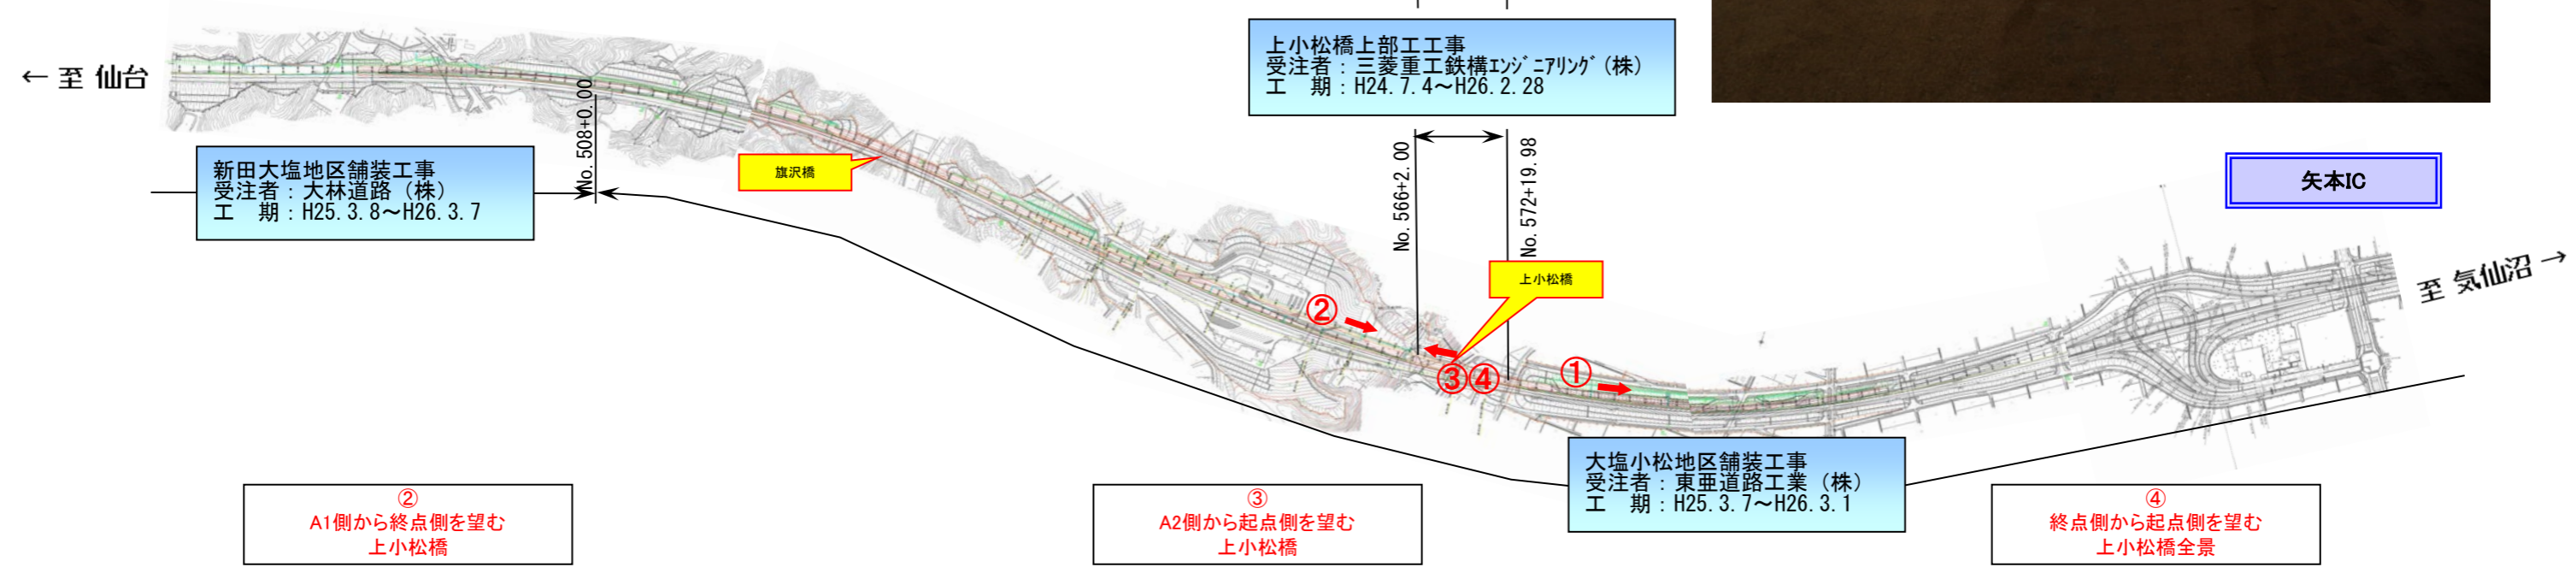 ← 至 仙台
新田大塩地区舗装工事
受注者：大林道路（株）
工　期：H25.3.8～H26.3.7
No.508+0.00
旗沢橋
上小松橋上部工工事
受注者：三菱重工鉄構ｴﾝｼﾞﾆｱﾘﾝｸﾞ（株）
工　期：H24.7.4～H26.2.28
No.566+2.00
No.572+19.98
上小松橋
②
③④
①
矢本IC
至 気仙沼 →
大塩小松地区舗装工事
受注者：東亜道路工業（株）
工　期：H25.3.7～H26.3.1
②
A1側から終点側を望む
上小松橋
③
A2側から起点側を望む
上小松橋
④
終点側から起点側を望む
上小松橋全景